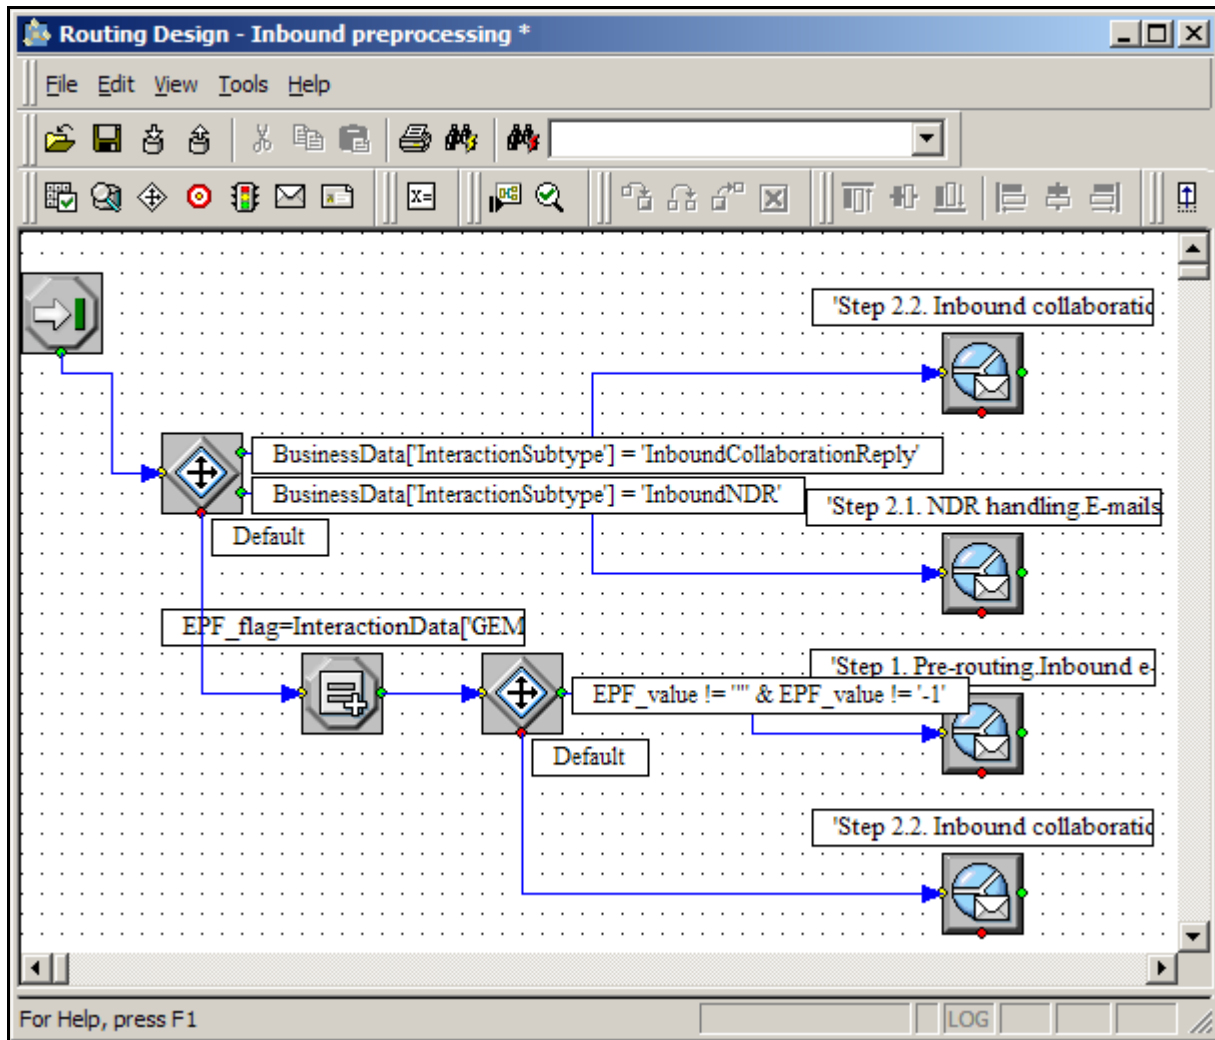 Routing Design - Inbound preprocessing *
File Edit View Tools Help
X=
'Step 2.2. Inbound collaboratio
BusinessData['InteractionSubtype'] = 'InboundCollaborationReply'
BusinessData['InteractionSubtype'] = 'InboundNDR'
'Step 2.1. NDR handling.E-mails.
Default
EPF_flag=InteractionData['GEM
'Step 1. Pre-routing.Inbound e-
EPF_value != '''' & EPF_value != '-1'
Default
'Step 2.2. Inbound collaboratio
For Help, press F1
LOG